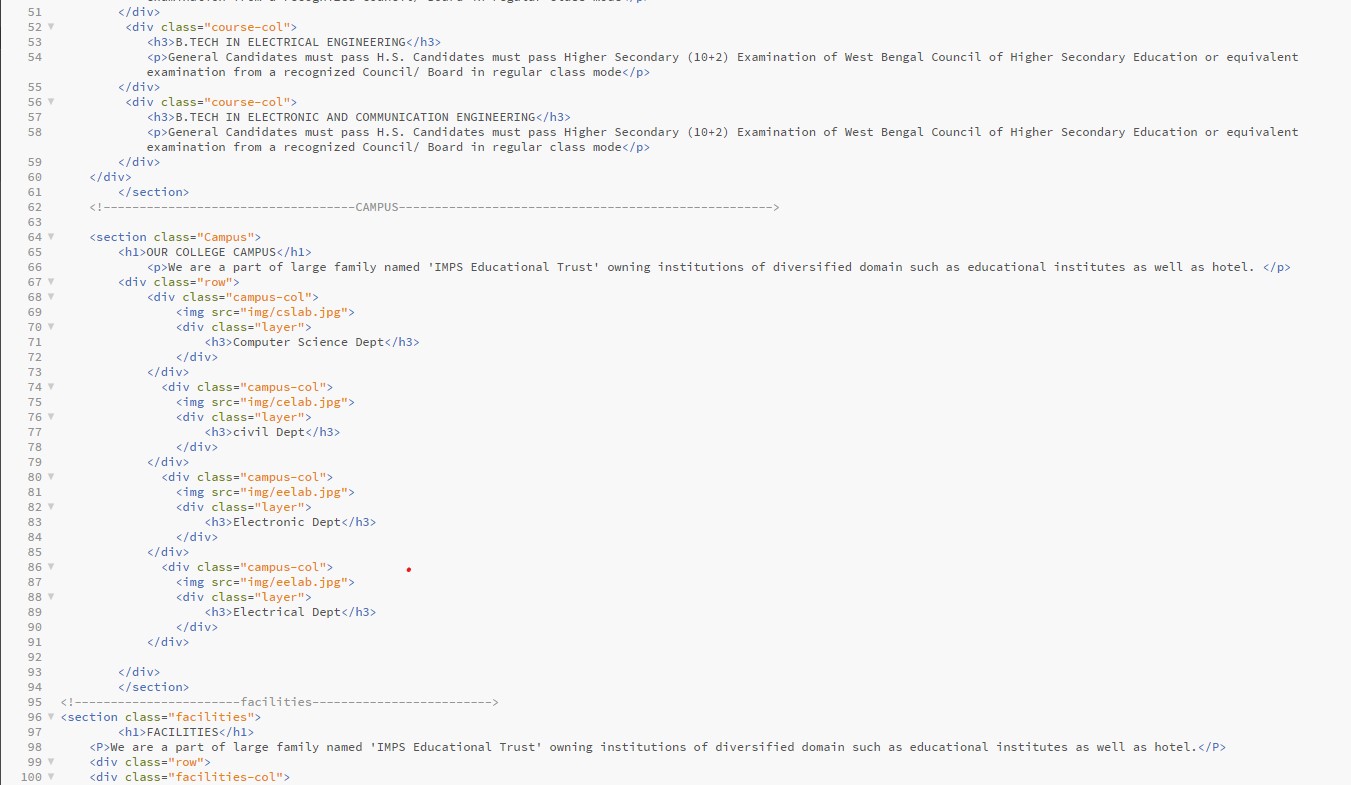 examination from a recognized Council/ Board in regular class mode</p>
51 </div>
52 <div class="course-col">
53 <h3>B.TECH IN ELECTRICAL ENGINEERING</h3>
54 <p>General Candidates must pass H.S. Candidates must pass Higher Secondary (10+2) Examination of West Bengal Council of Higher Secondary Education or equivalent
examination from a recognized Council/ Board in regular class mode</p>
55 </div>
56 <div class="course-col">
57 <h3>B.TECH IN ELECTRONIC AND COMMUNICATION ENGINEERING</h3>
58 <p>General Candidates must pass H.S. Candidates must pass Higher Secondary (10+2) Examination of West Bengal Council of Higher Secondary Education or equivalent
examination from a recognized Council/ Board in regular class mode</p>
59 </div>
60 </div>
61 </section>
62 <!-----------------------------------CAMPUS---------------------------------------------------->
63
64 <section class="Campus">
65 <h1>OUR COLLEGE CAMPUS</h1>
66 <p>We are a part of large family named 'IMPS Educational Trust' owning institutions of diversified domain such as educational institutes as well as hotel. </p>
67 <div class="row">
68 <div class="campus-col">
69 <img src="img/cslab.jpg">
70 <div class="layer">
71 <h3>Computer Science Dept</h3>
72 </div>
73 </div>
74 <div class="campus-col">
75 <img src="img/celab.jpg">
76 <div class="layer">
77 <h3>civil Dept</h3>
78 </div>
79 </div>
80 <div class="campus-col">
81 <img src="img/eelab.jpg">
82 <div class="layer">
83 <h3>Electronic Dept</h3>
84 </div>
85 </div>
86 <div class="campus-col">
87 <img src="img/eelab.jpg">
88 <div class="layer">
89 <h3>Electrical Dept</h3>
90 </div>
91 </div>
92
93 </div>
94 </section>
95 <!-----------------------facilities------------------------->
96 <section class="facilities">
97 <h1>FACILITIES</h1>
98 <P>We are a part of large family named 'IMPS Educational Trust' owning institutions of diversified domain such as educational institutes as well as hotel.</P>
99 <div class="row">
100 <div class="facilities-col">